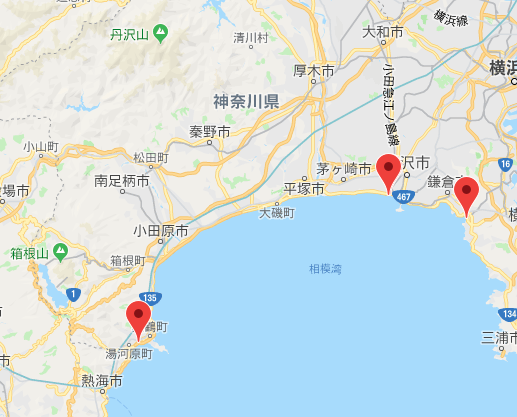 丹沢山
清川村
大和市
横浜線
横浜
厚木市
小田急江ノ島線
神奈川県
秦野市
小山町
松田町
茅ヶ崎市
沢市
16
鎌倉市
南足柄市
平塚市
467
大磯町
小田原市
箱根山
箱根町
相模湾
1
135
134
鶴町
三浦市
湯河原町
熱海市